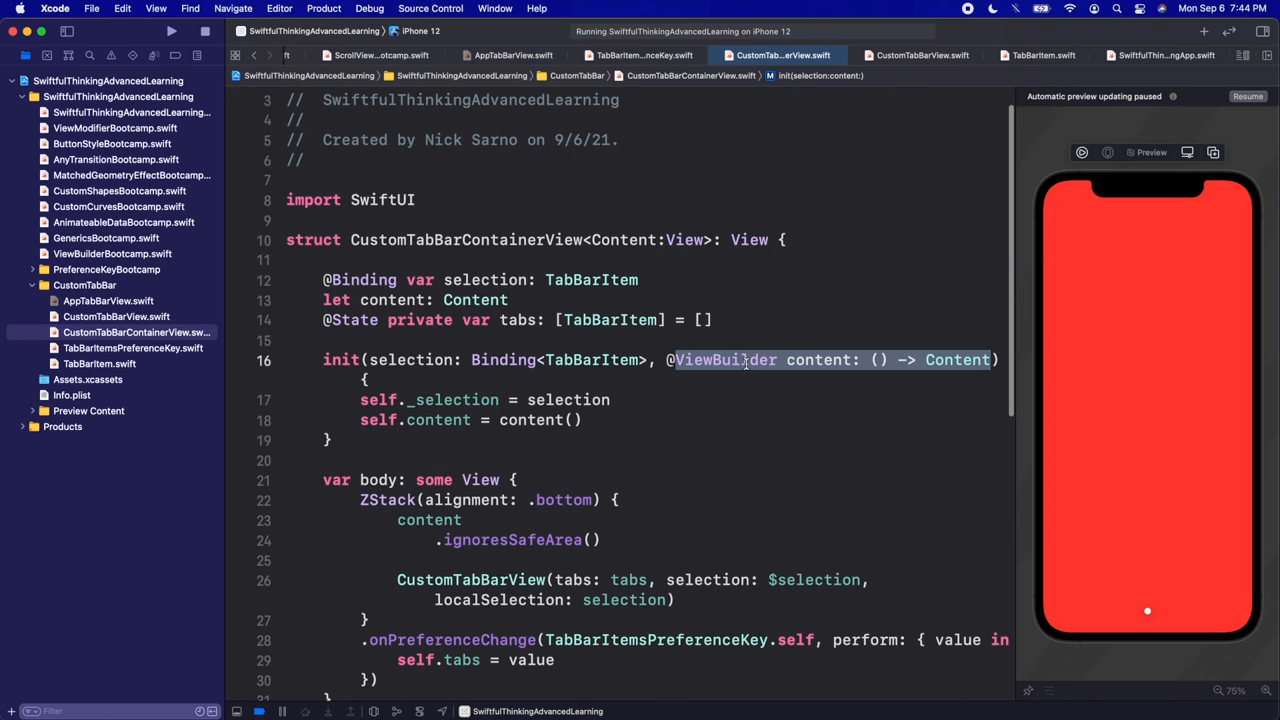 Xcode File Edit View Find Navigate Editor Product Debug Source Control Window Help Mon Sep 6 7:44 PM
SwiftfulThinkingAdvancedLearning iPhone 12 Running SwiftfulThinkingAdvancedLearning on iPhone 12
ft ScrollView...otcamp.swift AppTabBarView.swift TabBarItem...nceKey.swift CustomTab...erView.swift CustomTabBarView.swift TabBarItem.swift SwiftfulThinking...ngApp.swift
SwiftfulThinkingAdvancedLearning SwiftfulThinkingAdvancedLearning CustomTabBar CustomTabBarContainerView.swift M init(selection:content:)
SwiftfulThinkingAdvancedLearning
SwiftfulThinkingAdvancedLearning
SwiftfulThinkingAdvancedLearning...
ViewModifierBootcamp.swift
ButtonStyleBootcamp.swift
AnyTransitionBootcamp.swift
MatchedGeometryEffectBootcamp...
CustomShapesBootcamp.swift
CustomCurvesBootcamp.swift
AnimateableDataBootcamp.swift
GenericsBootcamp.swift
ViewBuilderBootcamp.swift
PreferenceKeyBootcamp
CustomTabBar
AppTabBarView.swift
CustomTabBarView.swift
CustomTabBarContainerView.sw...
TabBarItemsPreferenceKey.swift
TabBarItem.swift
Assets.xcassets
Info.plist
Preview Content
Products
Filter
3 // SwiftfulThinkingAdvancedLearning
4 //
5 // Created by Nick Sarno on 9/6/21.
6 //
7
8 import SwiftUI
9
10 struct CustomTabBarContainerView<Content:View>: View {
11
12 @Binding var selection: TabBarItem
13 let content: Content
14 @State private var tabs: [TabBarItem] = []
15
16 init(selection: Binding<TabBarItem>, @ViewBuilder content: () -> Content)
{
17 self._selection = selection
18 self.content = content()
19 }
20
21 var body: some View {
22 ZStack(alignment: .bottom) {
23 content
24 .ignoresSafeArea()
25
26 CustomTabBarView(tabs: tabs, selection: $selection,
localSelection: selection)
27 }
28 .onPreferenceChange(TabBarItemsPreferenceKey.self, perform: { value in
29 self.tabs = value
30 })
31 }
Automatic preview updating paused Resume
Preview
75%
SwiftfulThinkingAdvancedLearning